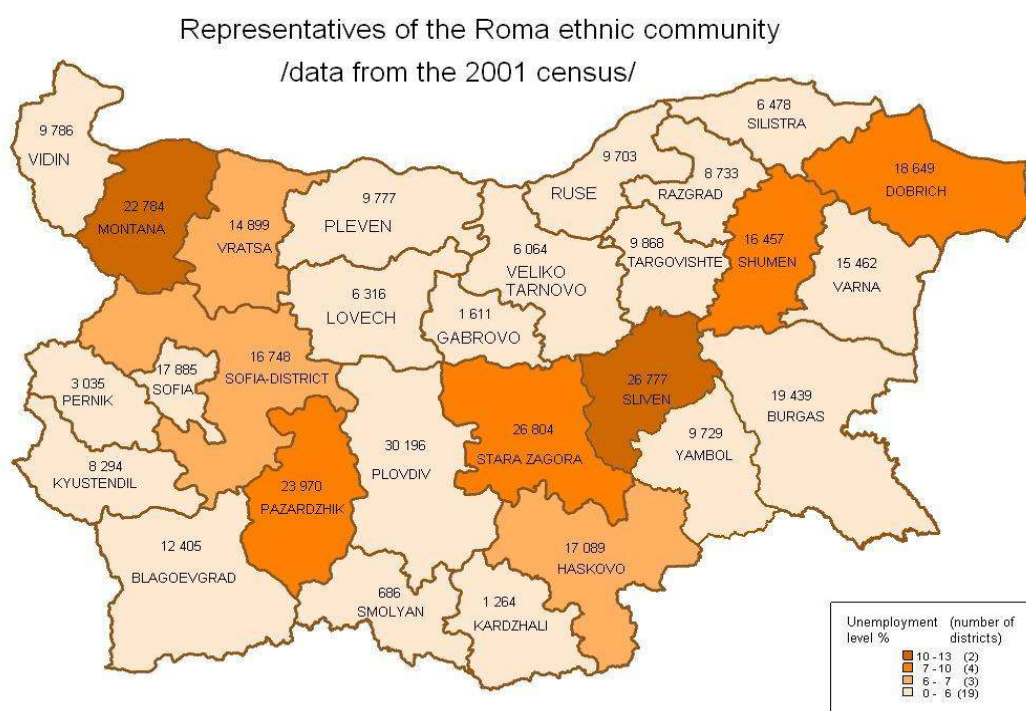 Representatives of the Roma ethnic community
/data from the 2001 census/
9 786
VIDIN
22 784
MONTANA
14 899
VRATSA
9 777
PLEVEN
6 316
LOVECH
1 611
GABROVO
6 064
VELIKO
TARNOVO
9 703
RUSE
8 733
RAZGRAD
6 478
SILISTRA
18 649
DOBRICH
9 868
TARGOVISHTE
16 457
SHUMEN
15 462
VARNA
3 035
PERNIK
17 885
SOFIA
16 748
SOFIA-DISTRICT
8 294
KYUSTENDIL
23 970
PAZARDZHIK
30 196
PLOVDIV
26 804
STARA ZAGORA
26 777
SLIVEN
9 729
YAMBOL
19 439
BURGAS
12 405
BLAGOEVGRAD
686
SMOLYAN
1 264
KARDZHALI
17 089
HASKOVO
Unemployment (number of
level % districts)
10 - 13 (2)
7 - 10 (4)
6 - 7 (3)
0 - 6 (19)